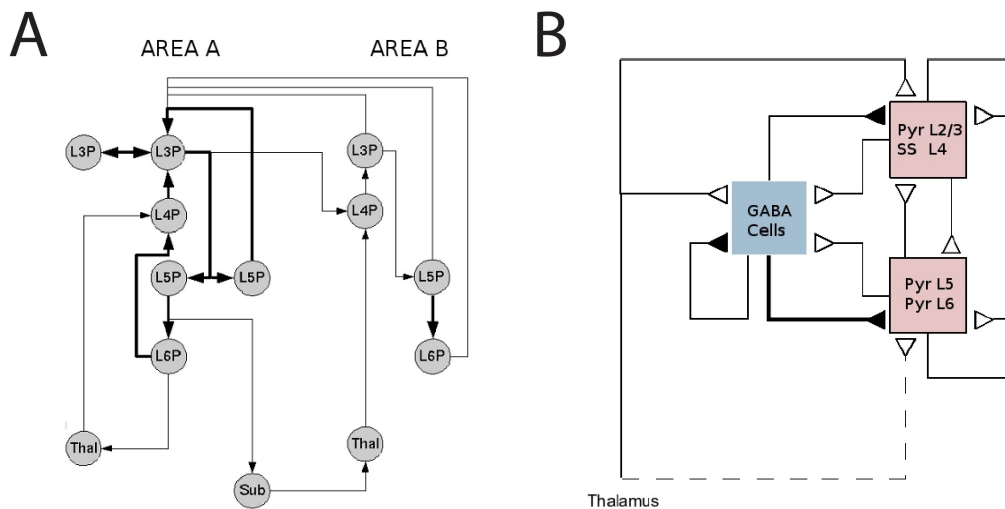 A
AREA A
AREA B
L3P
L3P
L3P
L4P
L4P
L5P
L5P
L5P
L6P
L6P
Thal
Thal
Sub
B
Pyr L2/3
SS L4
GABA
Cells
Pyr L5
Pyr L6
Thalamus